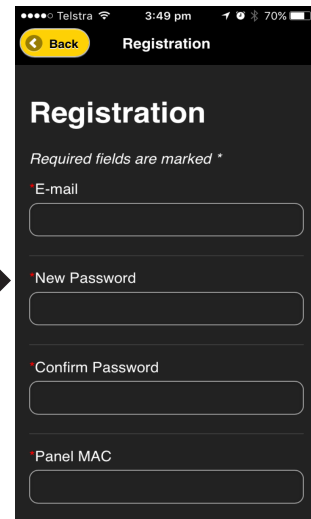 ●●●●○ Telstra 3:49 pm 70%
Back Registration
Registration
Required fields are marked *
*E-mail
*New Password
*Confirm Password
*Panel MAC